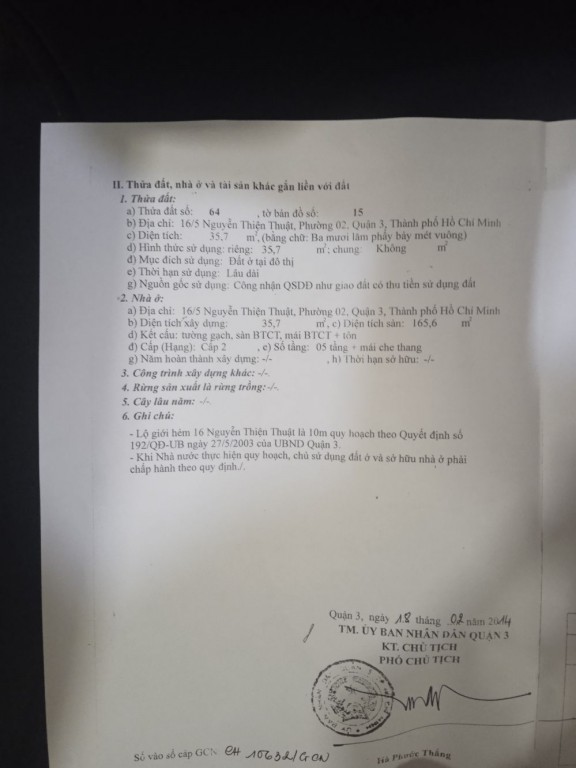 II. Thửa đất, nhà ở và tài sản khác gắn liền với đất
1. Thửa đất:
a) Thửa đất số: 64 , tờ bản đồ số: 15
b) Địa chỉ: 16/5 Nguyễn Thiện Thuật, Phường 02, Quận 3, Thành phố Hồ Chí Minh
c) Diện tích: 35,7 m², (bằng chữ: Ba mươi lăm phẩy bảy mét vuông)
d) Hình thức sử dụng: riêng: 35,7 m²; chung: Không m²
đ) Mục đích sử dụng: Đất ở tại đô thị
e) Thời hạn sử dụng: Lâu dài
g) Nguồn gốc sử dụng: Công nhận QSDĐ như giao đất có thu tiền sử dụng đất
2. Nhà ở:
a) Địa chỉ: 16/5 Nguyễn Thiện Thuật, Phường 02, Quận 3, Thành phố Hồ Chí Minh
b) Diện tích xây dựng: 35,7 m², c) Diện tích sàn: 165,6 m²
d) Kết cấu: tường gạch, sàn BTCT, mái BTCT + tôn
đ) Cấp (Hạng): Cấp 2 , e) Số tầng: 05 tầng + mái che thang
g) Năm hoàn thành xây dựng: -/- , h) Thời hạn sở hữu: -/-
3. Công trình xây dựng khác: -/-
4. Rừng sản xuất là rừng trồng:-/-
5. Cây lâu năm: -/-
6. Ghi chú:
- Lộ giới hẻm 16 Nguyễn Thiện Thuật là 10m quy hoạch theo Quyết định số
192/QĐ-UB ngày 27/5/2003 của UBND Quận 3.
- Khi Nhà nước thực hiện quy hoạch, chủ sử dụng đất ở và sở hữu nhà ở phải
chấp hành theo quy định./.
Quận 3, ngày 18 tháng 02 năm 2014
TM. ỦY BAN NHÂN DÂN QUẬN 3
KT. CHỦ TỊCH
PHÓ CHỦ TỊCH
Số vào sổ cấp GCN: CH 10632/GCN
Phước Thắng